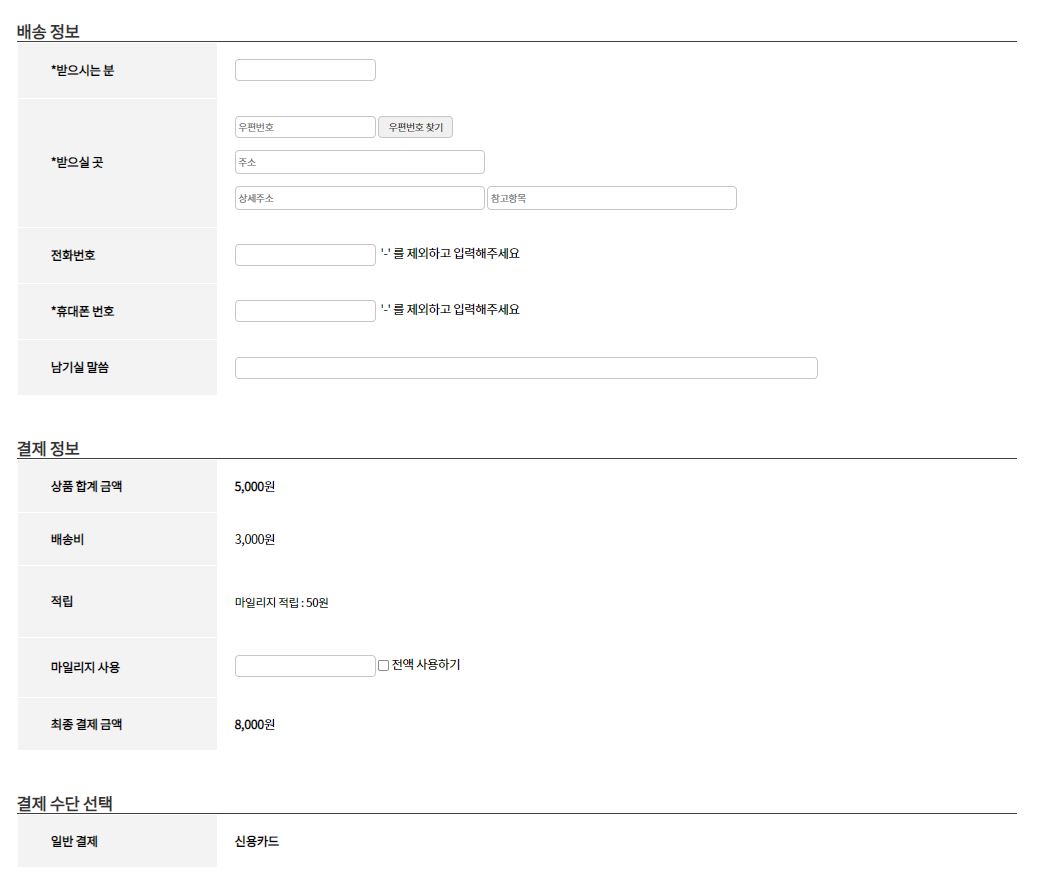 배송 정보
*받으시는 분
*받으실 곳
우편번호 우편번호 찾기
주소
상세주소 참고항목
전화번호 '-' 를 제외하고 입력해주세요
*휴대폰 번호 '-' 를 제외하고 입력해주세요
남기실 말씀
결제 정보
상품 합계 금액 5,000원
배송비 3,000원
적립 마일리지 적립 : 50원
마일리지 사용 전액 사용하기
최종 결제 금액 8,000원
결제 수단 선택
일반 결제 신용카드